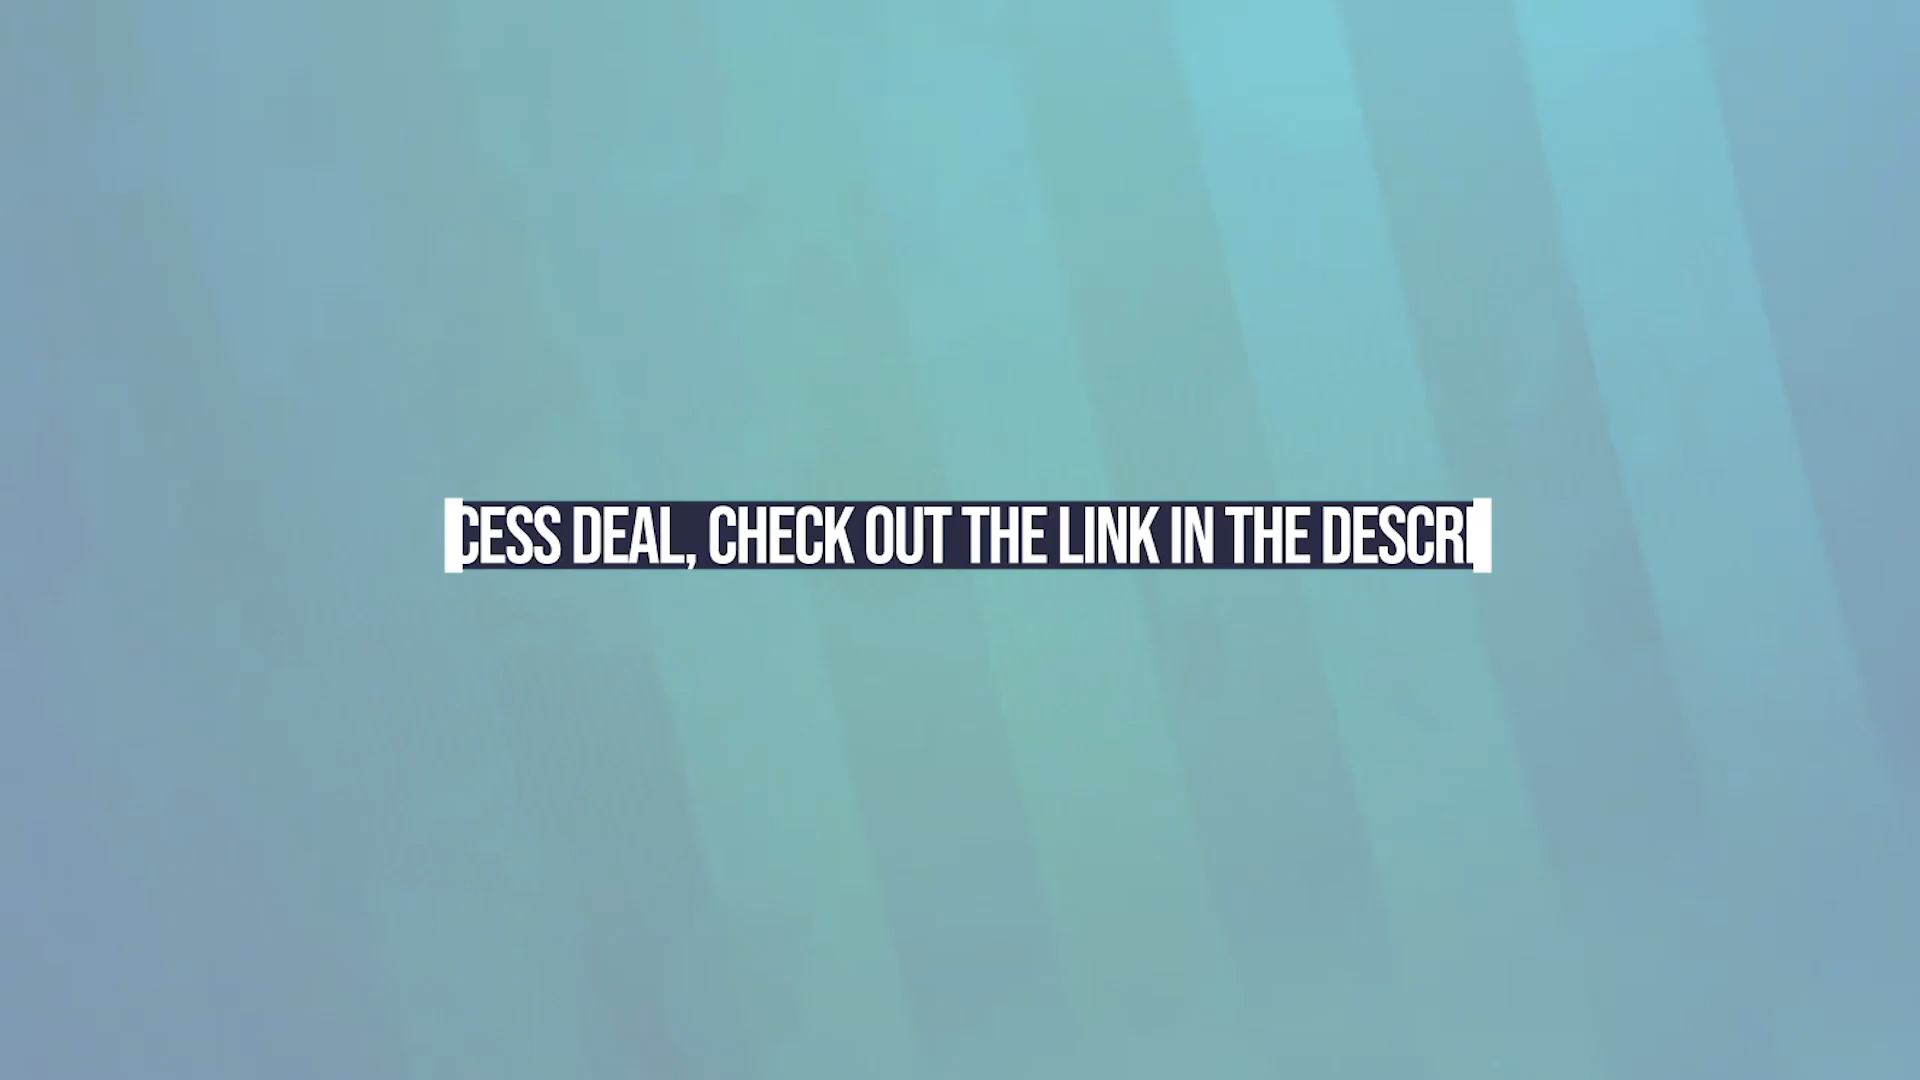 CESS DEAL, CHECK OUT THE LINK IN THE DESCRI